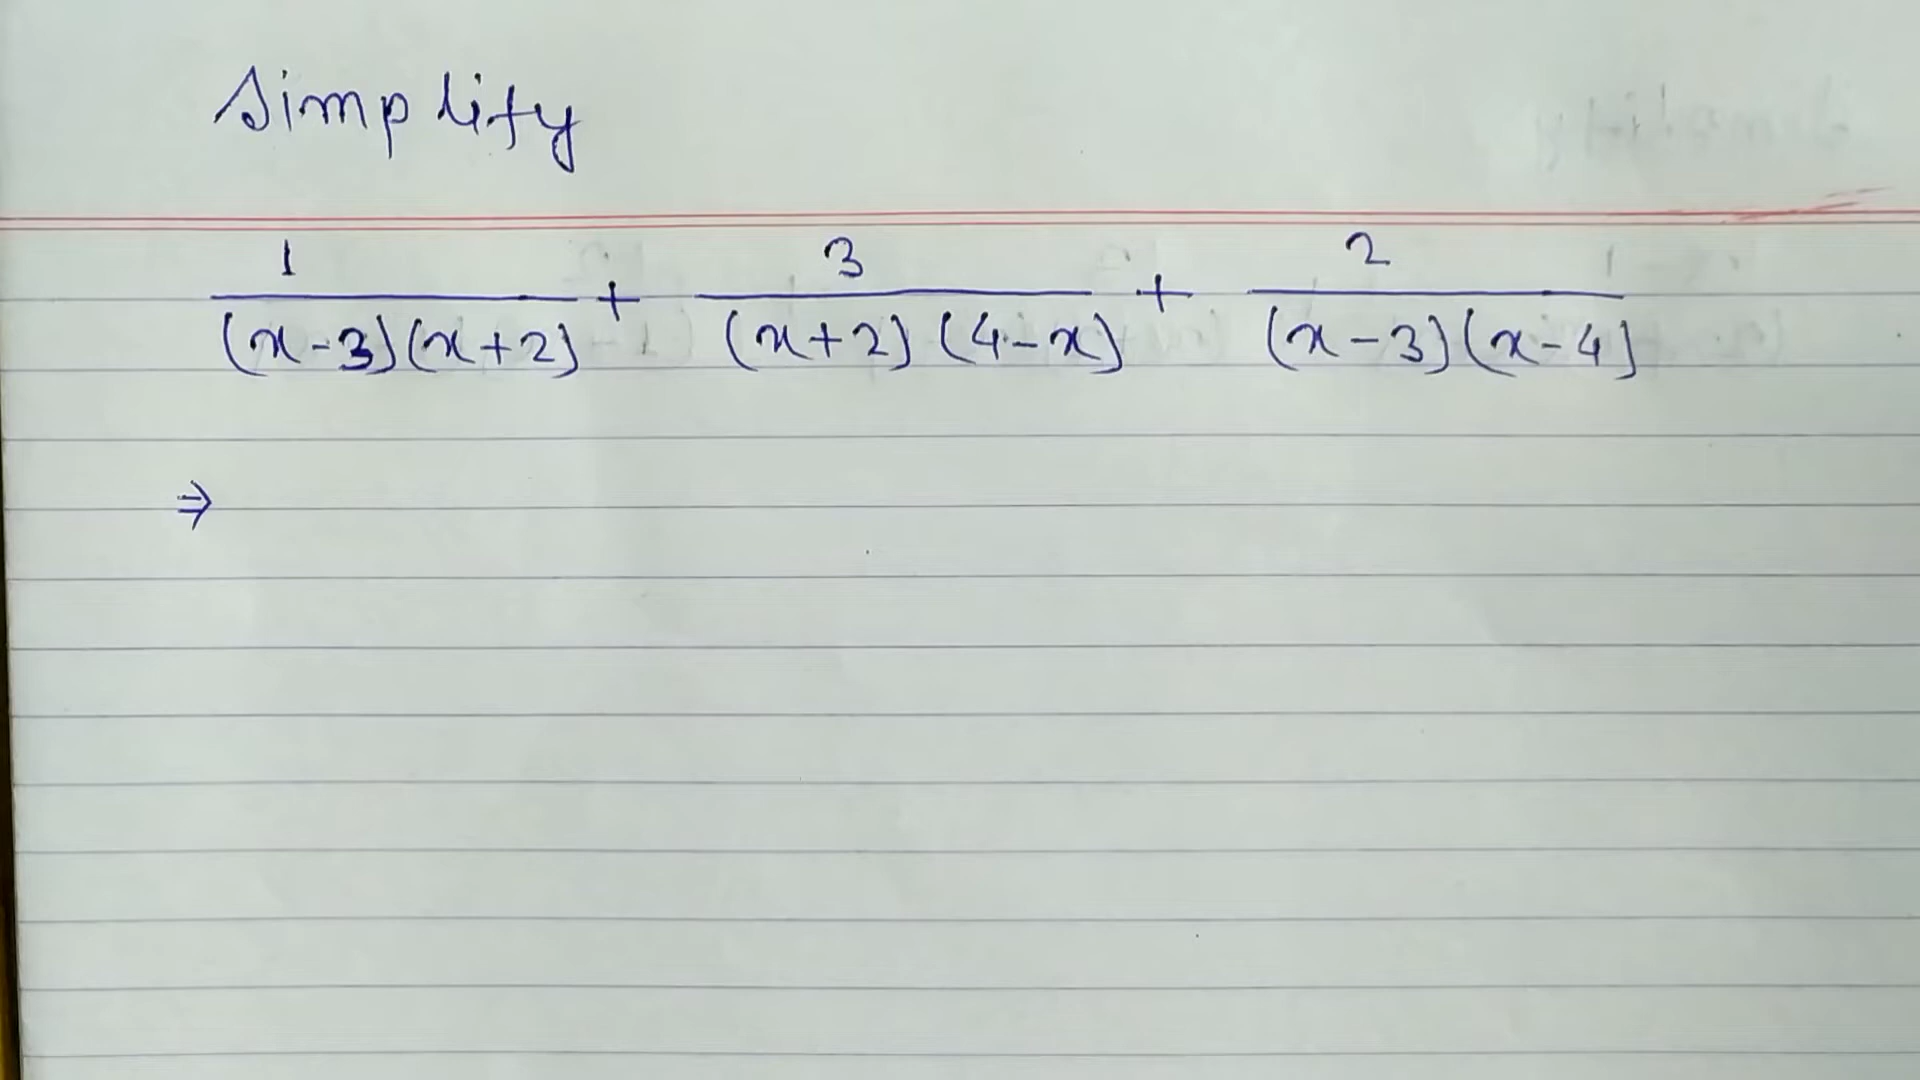 Simplify
1/((x-3)(x+2)) + 3/((x+2)(4-x)) + 2/((x-3)(x-4))
⇒